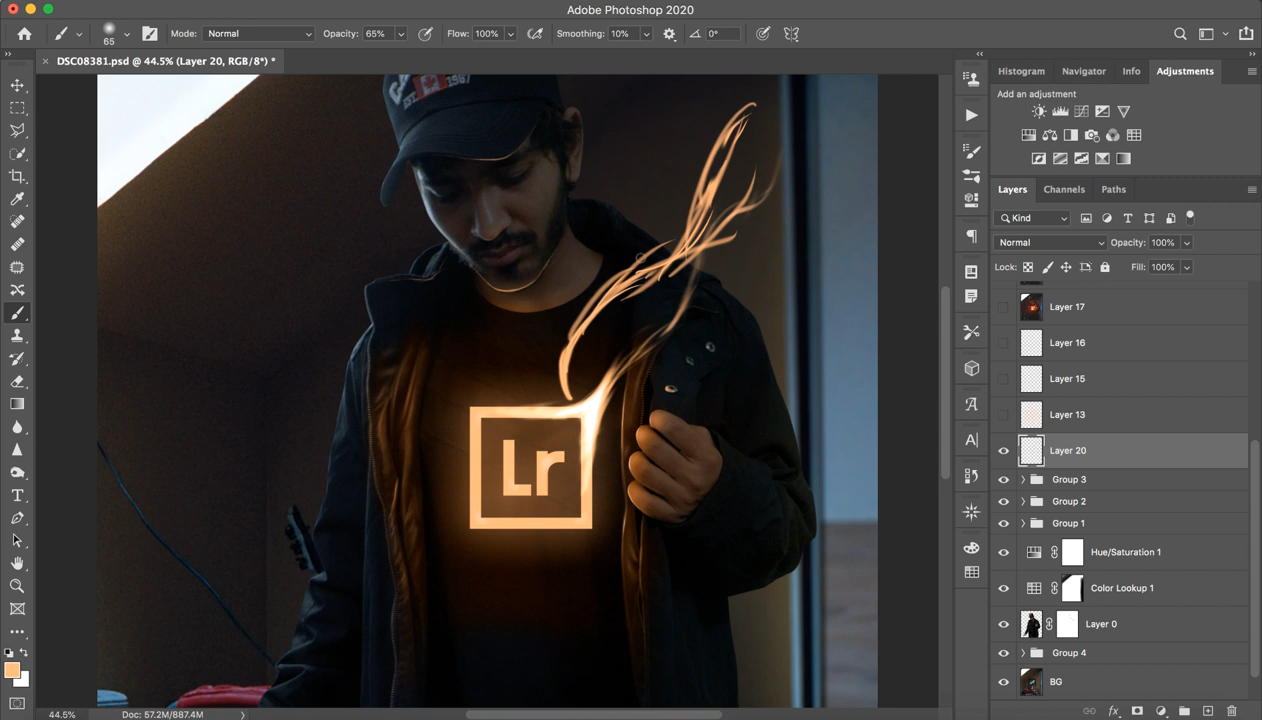 Adobe Photoshop 2020
65
Mode: Normal
Opacity: 65%
Flow: 100%
Smoothing: 10%
0°
DSC08381.psd @ 44.5% (Layer 20, RGB/8*) *
Histogram
Navigator
Info
Adjustments
Add an adjustment
Layers
Channels
Paths
Kind
Normal
Opacity: 100%
Lock:
Fill: 100%
Layer 17
Layer 16
Layer 15
Layer 13
Layer 20
Group 3
Group 2
Group 1
Hue/Saturation 1
Color Lookup 1
Layer 0
Group 4
BG
EST.
1967
Lr
44.5%
Doc: 57.2M/887.4M